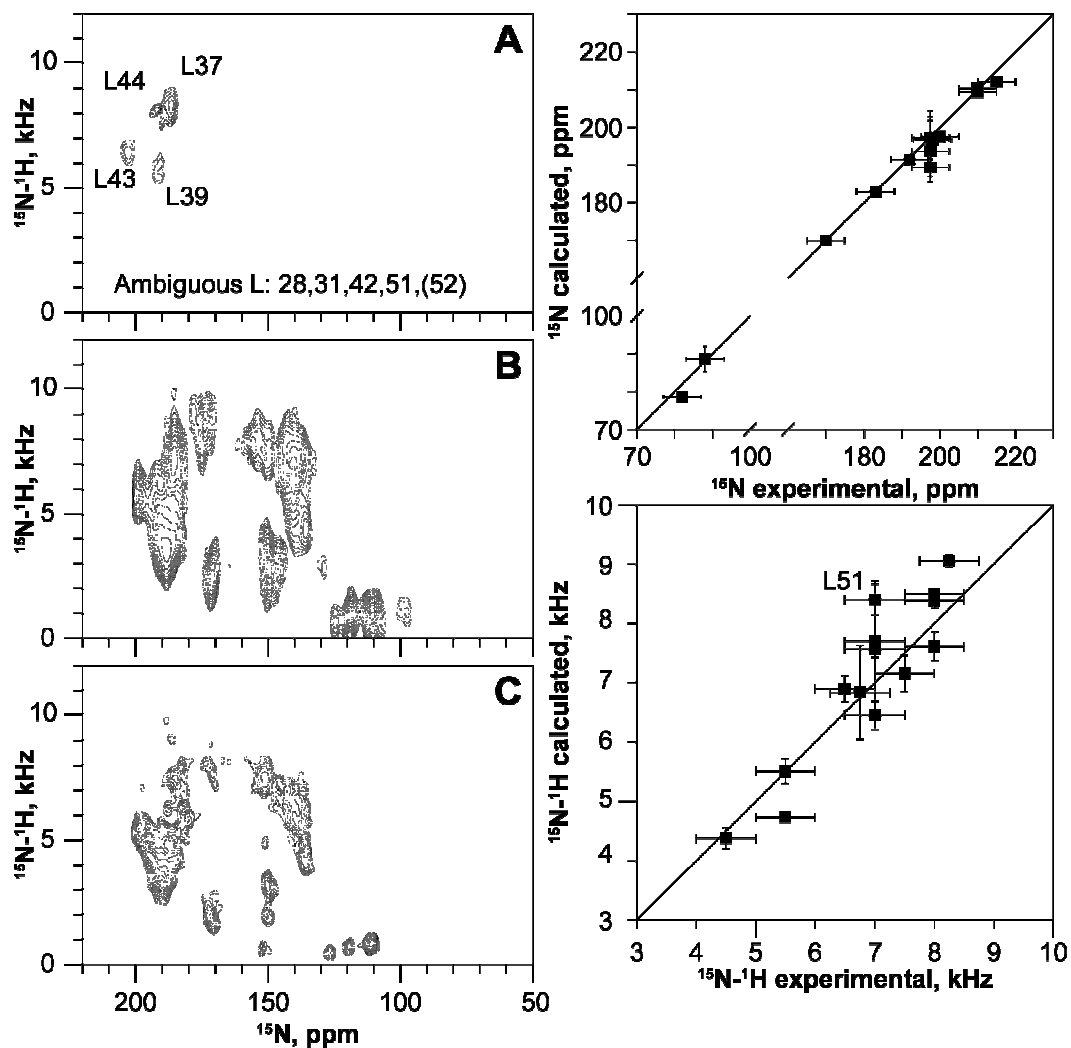 A
10
5
0
¹⁵N-¹H, kHz
L44
L37
L43
L39
Ambiguous L: 28,31,42,51,(52)
B
10
5
0
¹⁵N-¹H, kHz
C
10
5
0
¹⁵N-¹H, kHz
200 150 100 50
¹⁵N, ppm
220
200
180
100
70
¹⁵N calculated, ppm
70 100 180 200 220
¹⁵N experimental, ppm
10
9
8
7
6
5
4
3
¹⁵N-¹H calculated, kHz
L51
3 4 5 6 7 8 9 10
¹⁵N-¹H experimental, kHz